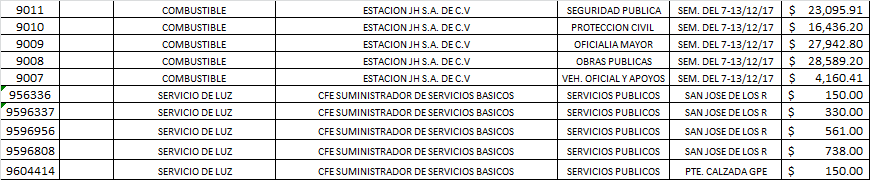 9011 COMBUSTIBLE ESTACION JH S.A. DE C.V SEGURIDAD PUBLICA SEM. DEL 7-13/12/17 $ 23,095.91
9010 COMBUSTIBLE ESTACION JH S.A. DE C.V PROTECCION CIVIL SEM. DEL 7-13/12/17 $ 16,436.20
9009 COMBUSTIBLE ESTACION JH S.A. DE C.V OFICIALIA MAYOR SEM. DEL 7-13/12/17 $ 27,942.80
9008 COMBUSTIBLE ESTACION JH S.A. DE C.V OBRAS PUBLICAS SEM. DEL 7-13/12/17 $ 28,589.20
9007 COMBUSTIBLE ESTACION JH S.A. DE C.V VEH. OFICIAL Y APOYOS SEM. DEL 7-13/12/17 $ 4,160.41
956336 SERVICIO DE LUZ CFE SUMINISTRADOR DE SERVICIOS BASICOS SERVICIOS PUBLICOS SAN JOSE DE LOS R $ 150.00
9596337 SERVICIO DE LUZ CFE SUMINISTRADOR DE SERVICIOS BASICOS SERVICIOS PUBLICOS SAN JOSE DE LOS R $ 330.00
9596956 SERVICIO DE LUZ CFE SUMINISTRADOR DE SERVICIOS BASICOS SERVICIOS PUBLICOS SAN JOSE DE LOS R $ 561.00
9596808 SERVICIO DE LUZ CFE SUMINISTRADOR DE SERVICIOS BASICOS SERVICIOS PUBLICOS SAN JOSE DE LOS R $ 738.00
9604414 SERVICIO DE LUZ CFE SUMINISTRADOR DE SERVICIOS BASICOS SERVICIOS PUBLICOS PTE. CALZADA GPE $ 150.00